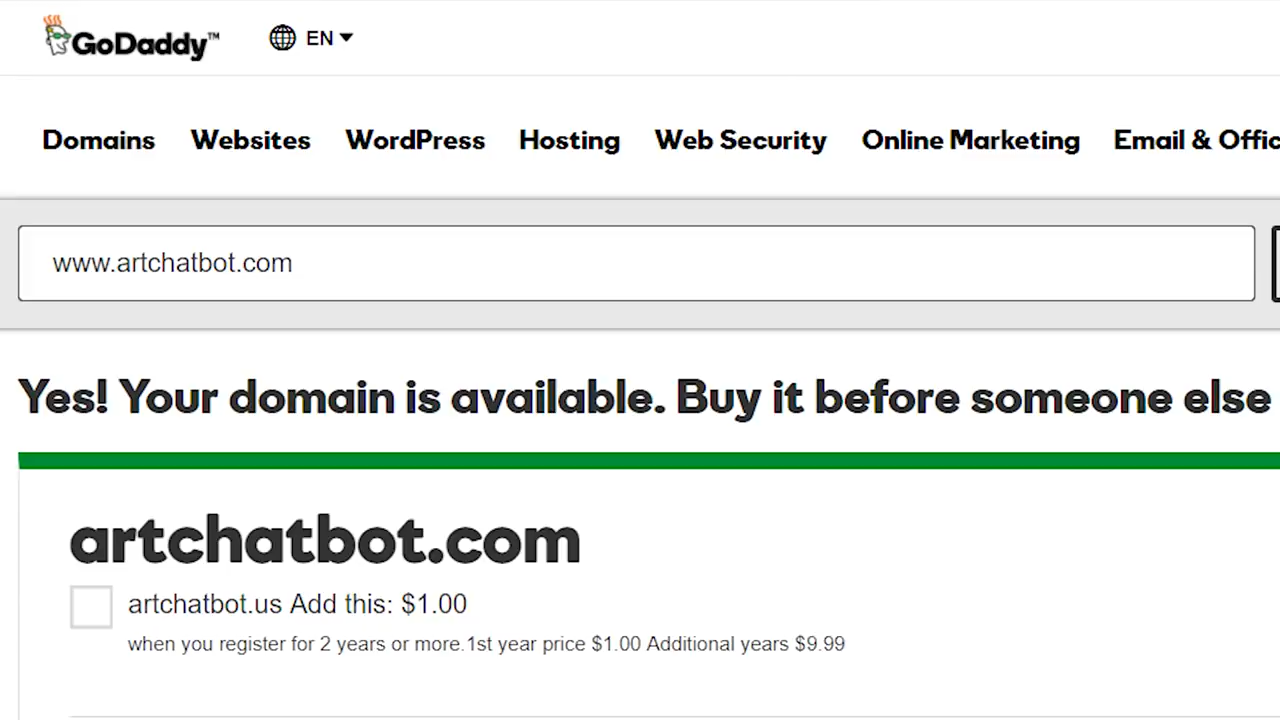 GoDaddy™ EN
Domains Websites WordPress Hosting Web Security Online Marketing Email & Offic
www.artchatbot.com
Yes! Your domain is available. Buy it before someone else
artchatbot.com
artchatbot.us Add this: $1.00
when you register for 2 years or more.1st year price $1.00 Additional years $9.99